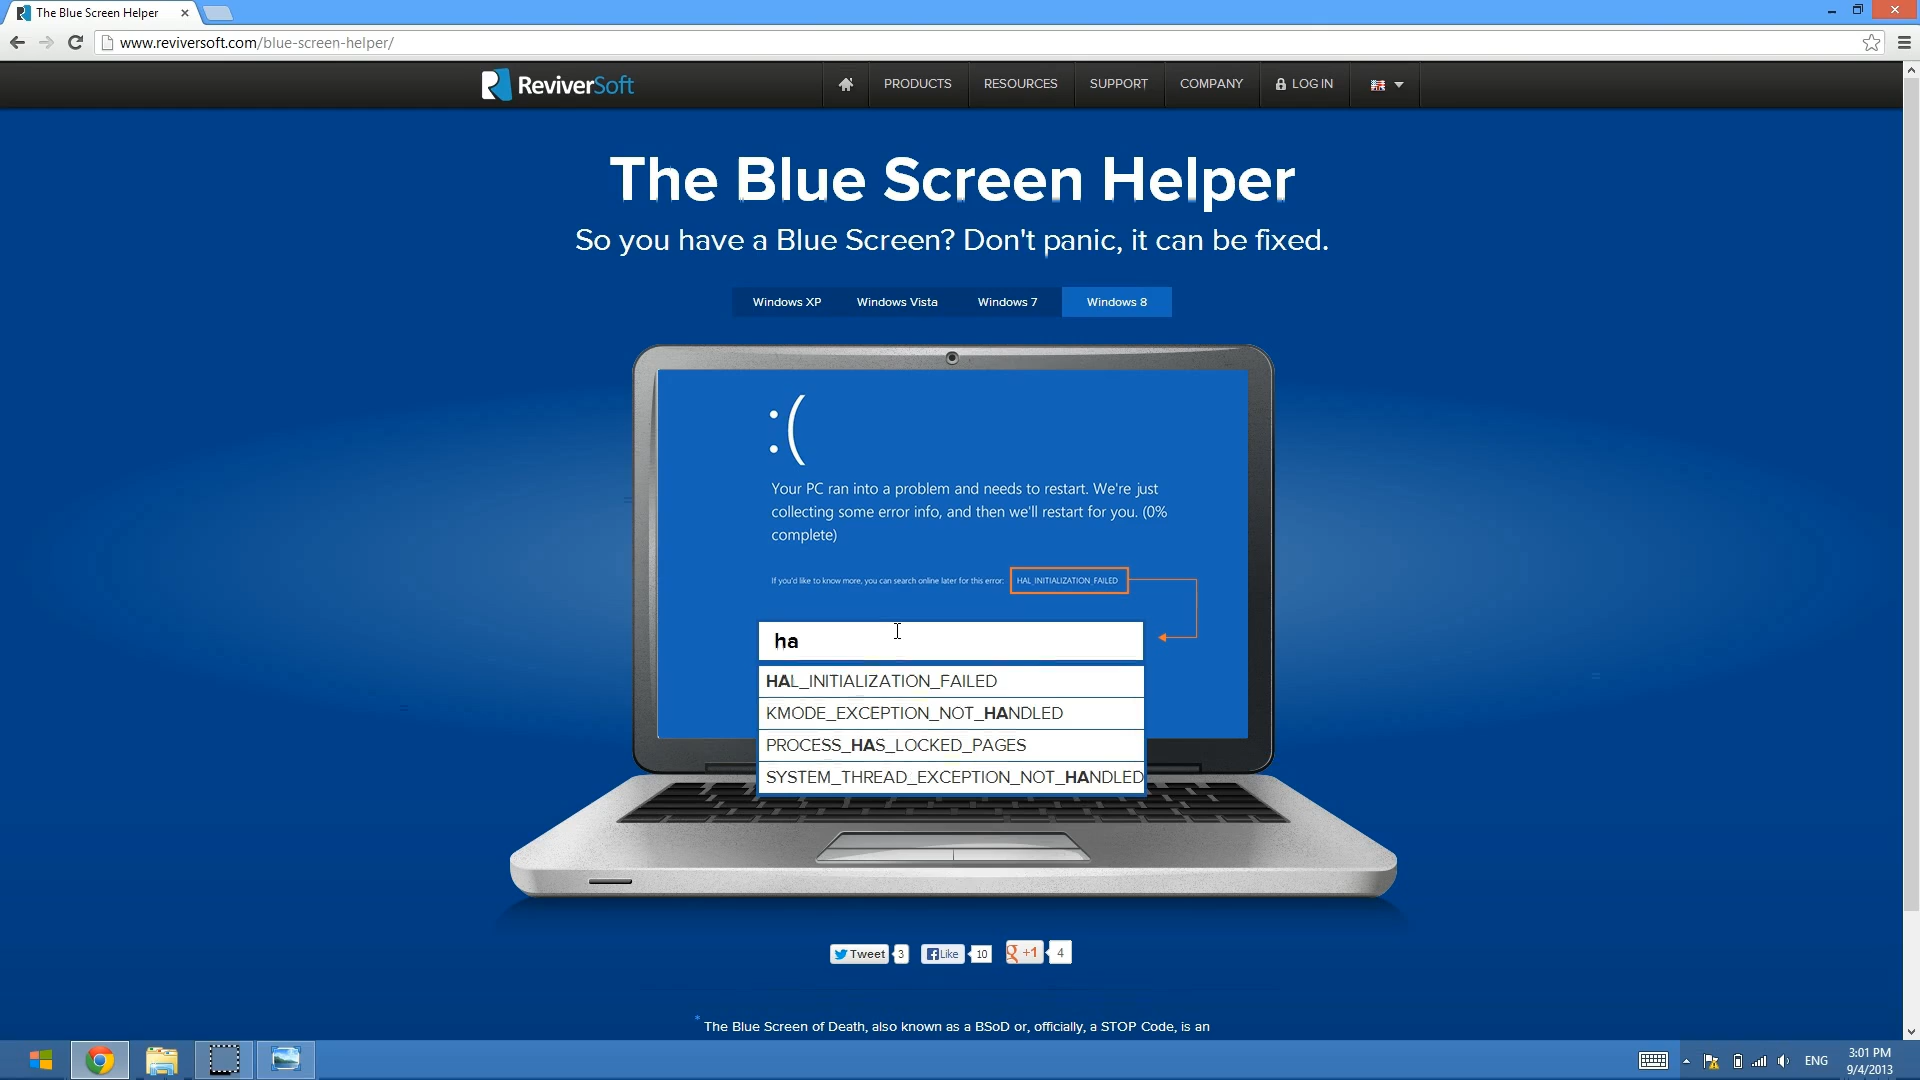 The Blue Screen Helper
www.reviversoft.com/blue-screen-helper/
ReviverSoft
PRODUCTS
RESOURCES
SUPPORT
COMPANY
LOG IN
The Blue Screen Helper
So you have a Blue Screen? Don't panic, it can be fixed.
Windows XP
Windows Vista
Windows 7
Windows 8
:(
Your PC ran into a problem and needs to restart. We're just
collecting some error info, and then we'll restart for you. (0%
complete)
If you'd like to know more, you can search online later for this error: HAL_INITIALIZATION_FAILED
ha
HAL_INITIALIZATION_FAILED
KMODE_EXCEPTION_NOT_HANDLED
PROCESS_HAS_LOCKED_PAGES
SYSTEM_THREAD_EXCEPTION_NOT_HANDLED
Tweet 3
Like 10
+1 4
* The Blue Screen of Death, also known as a BSoD or, officially, a STOP Code, is an
ENG
3:01 PM
9/4/2013